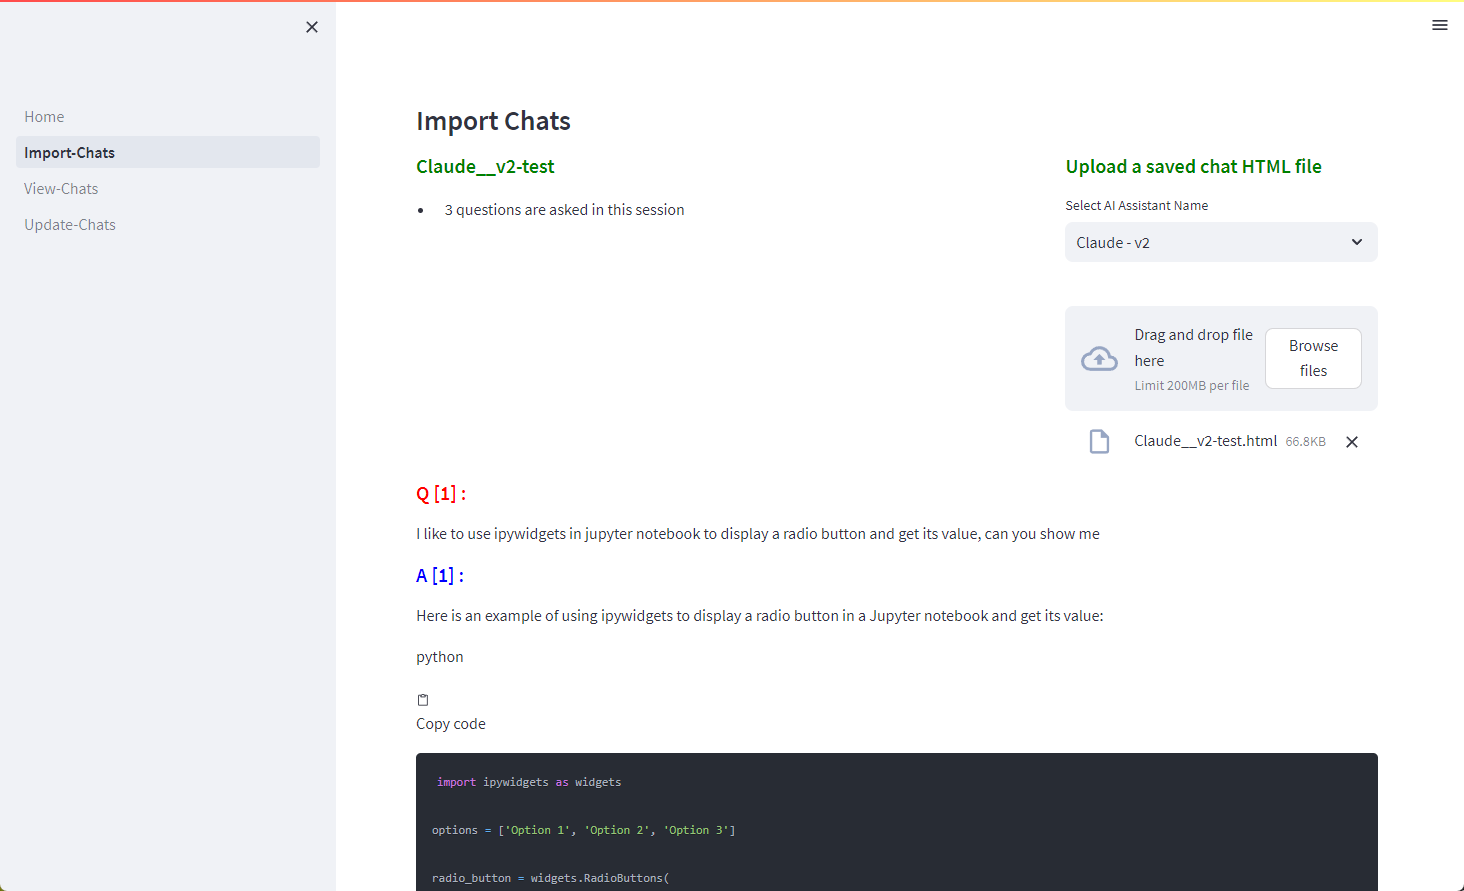 Home
Import-Chats
View-Chats
Update-Chats
Import Chats
Claude__v2-test
3 questions are asked in this session
Upload a saved chat HTML file
Select AI Assistant Name
Claude - v2
Drag and drop file
here
Limit 200MB per file
Browse
files
Claude__v2-test.html 66.8KB
Q [1] :
I like to use ipywidgets in jupyter notebook to display a radio button and get its value, can you show me
A [1] :
Here is an example of using ipywidgets to display a radio button in a Jupyter notebook and get its value:
python
Copy code
import ipywidgets as widgets
options = ['Option 1', 'Option 2', 'Option 3']
radio_button = widgets.RadioButtons(